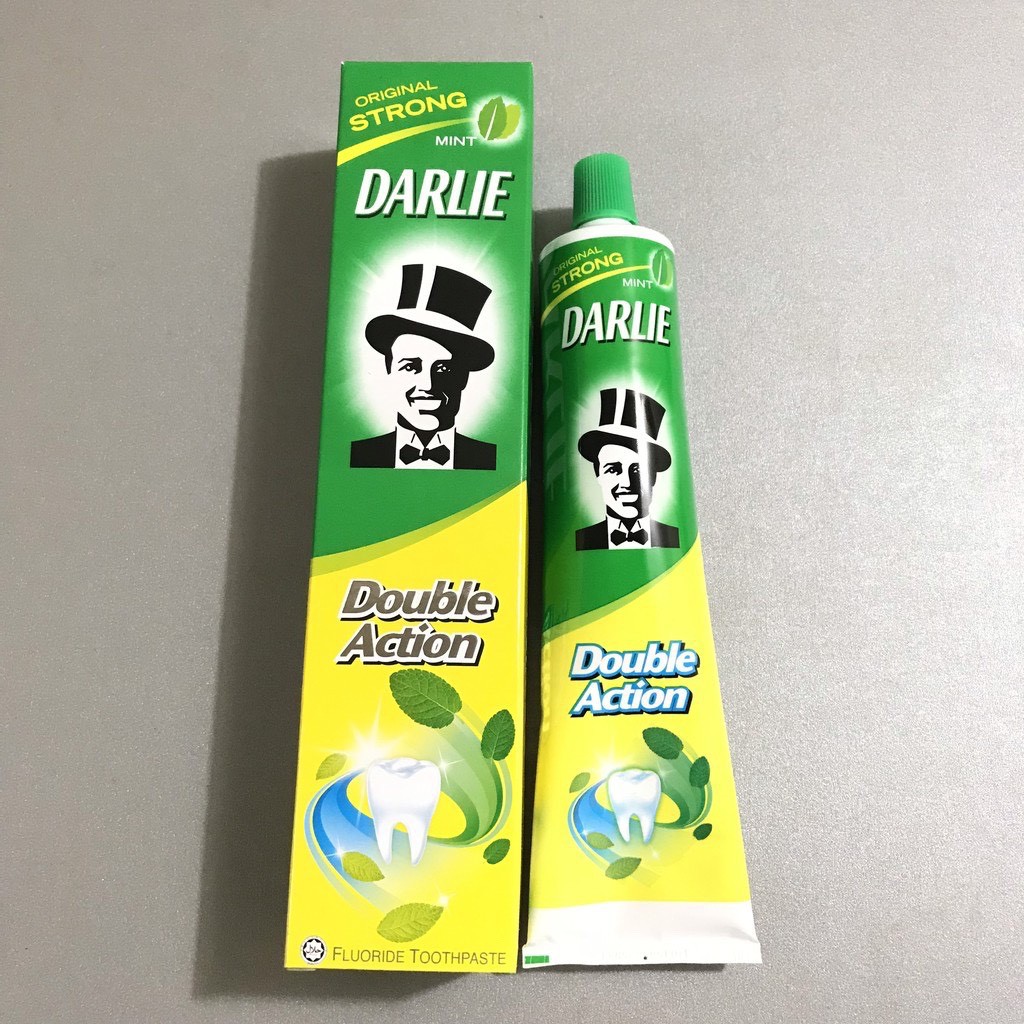 ORIGINAL
STRONG
MINT
DARLIE
Double
Action
FLUORIDE TOOTHPASTE
ORIGINAL
STRONG
MINT
DARLIE
Double
Action